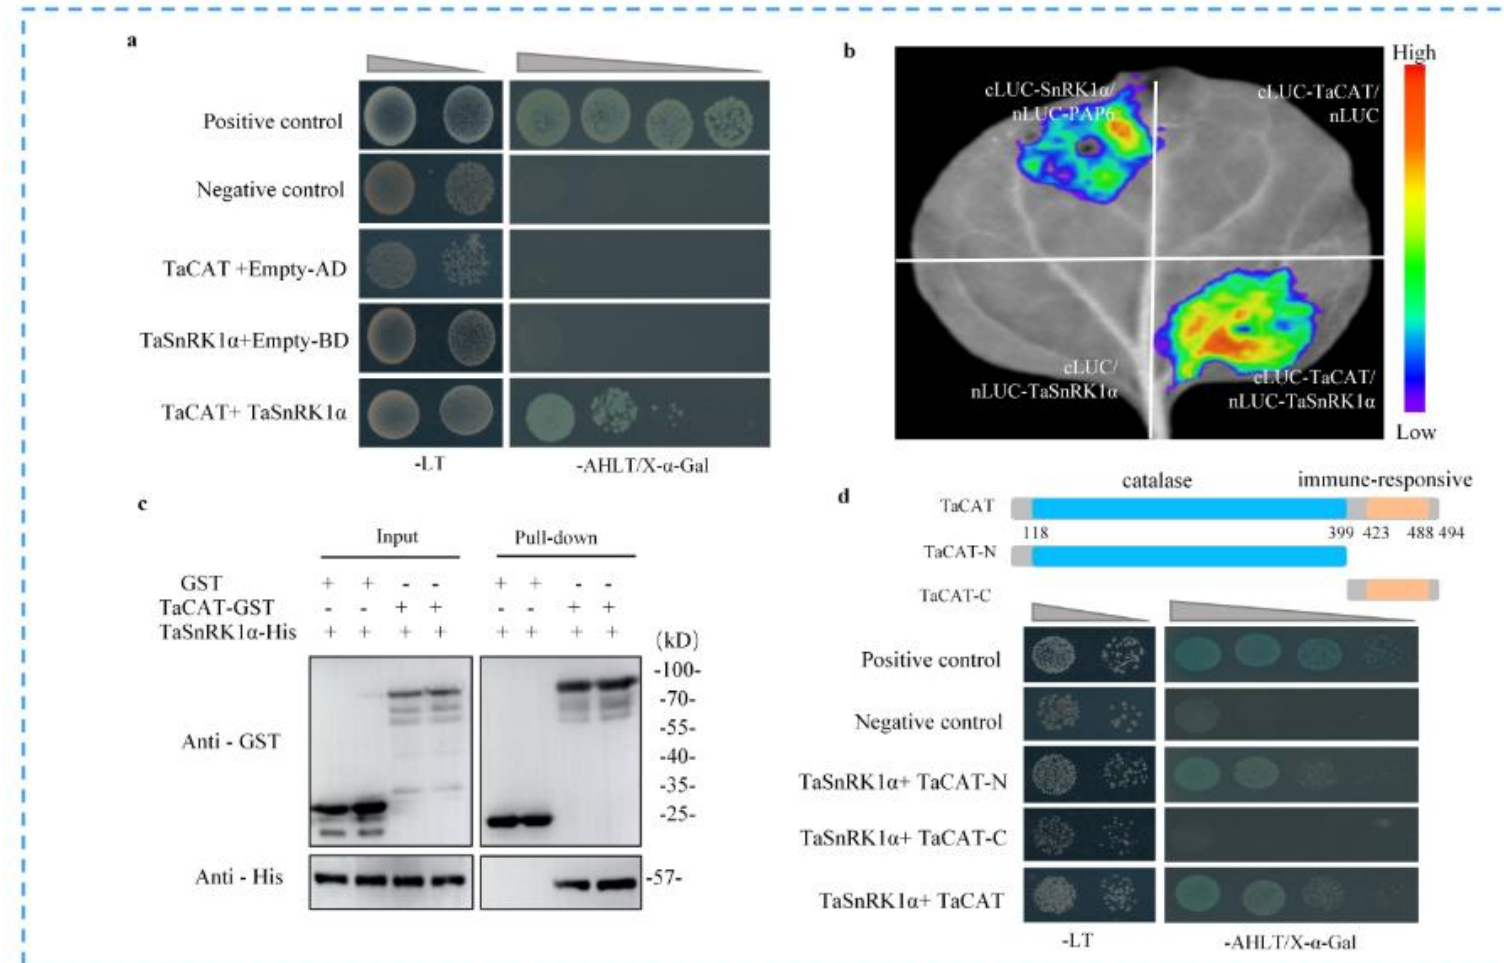 a
Positive control
Negative control
TaCAT +Empty-AD
TaSnRK1α+Empty-BD
TaCAT+ TaSnRK1α
-LT
-AHLT/X-α-Gal
b
cLUC-SnRK1α/
nLUC-PAP6
cLUC-TaCAT/
nLUC
cLUC/
nLUC-TaSnRK1α
cLUC-TaCAT/
nLUC-TaSnRK1α
High
Low
c
Input
Pull-down
GST + + - - + + - -
TaCAT-GST - - + + - - + +
TaSnRK1α-His + + + + + + + +
(kD)
-100-
-70-
-55-
-40-
-35-
-25-
Anti - GST
Anti - His
-57-
d
catalase
immune-responsive
TaCAT
118 399 423 488 494
TaCAT-N
TaCAT-C
Positive control
Negative control
TaSnRK1α+ TaCAT-N
TaSnRK1α+ TaCAT-C
TaSnRK1α+ TaCAT
-LT
-AHLT/X-α-Gal